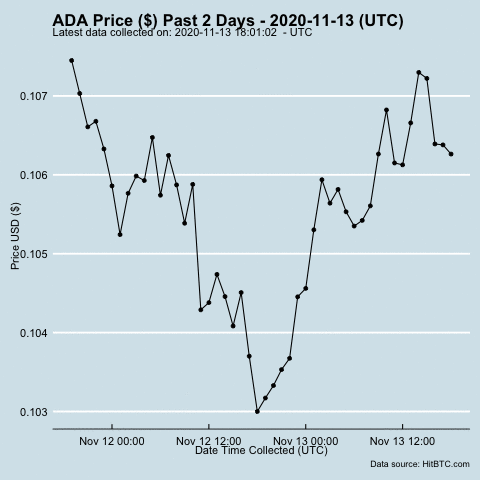 ADA Price ($) Past 2 Days - 2020-11-13 (UTC)
Latest data collected on: 2020-11-13 18:01:02 - UTC
Price USD ($)
0.107
0.106
0.105
0.104
0.103
Nov 12 00:00 Nov 12 12:00 Nov 13 00:00 Nov 13 12:00
Date Time Collected (UTC)
Data source: HitBTC.com